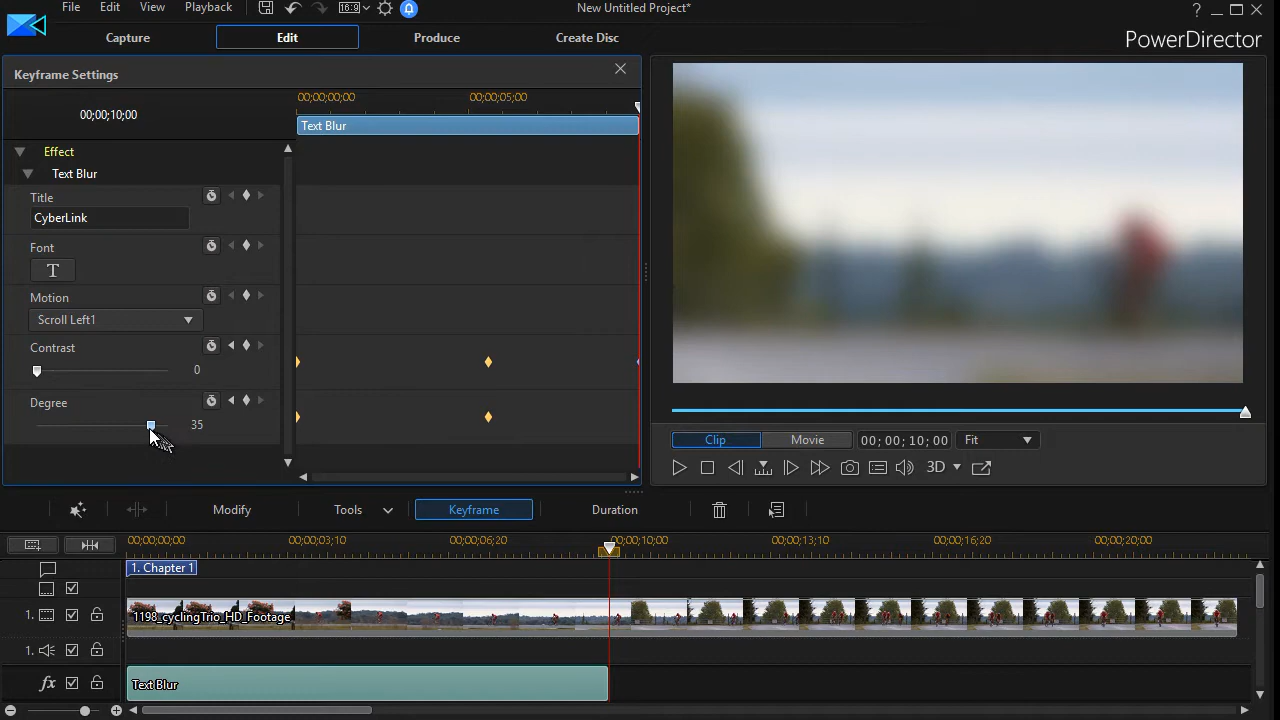 File Edit View Playback 16:9 New Untitled Project* ?
Capture Edit Produce Create Disc PowerDirector
Keyframe Settings
00;00;10;00 00;00;00;00 00;00;05;00
Text Blur
Effect
Text Blur
Title
CyberLink
Font
T
Motion
Scroll Left1
Contrast
0
Degree
35
Clip Movie 00; 00; 10; 00 Fit
3D
Modify Tools Keyframe Duration
00;00;00;00 00;00;03;10 00;00;06;20 00;00;10;00 00;00;13;10 00;00;16;20 00;00;20;00
1. Chapter 1
1. 1198_cyclingTrio_HD_Footage
1.
fx Text Blur